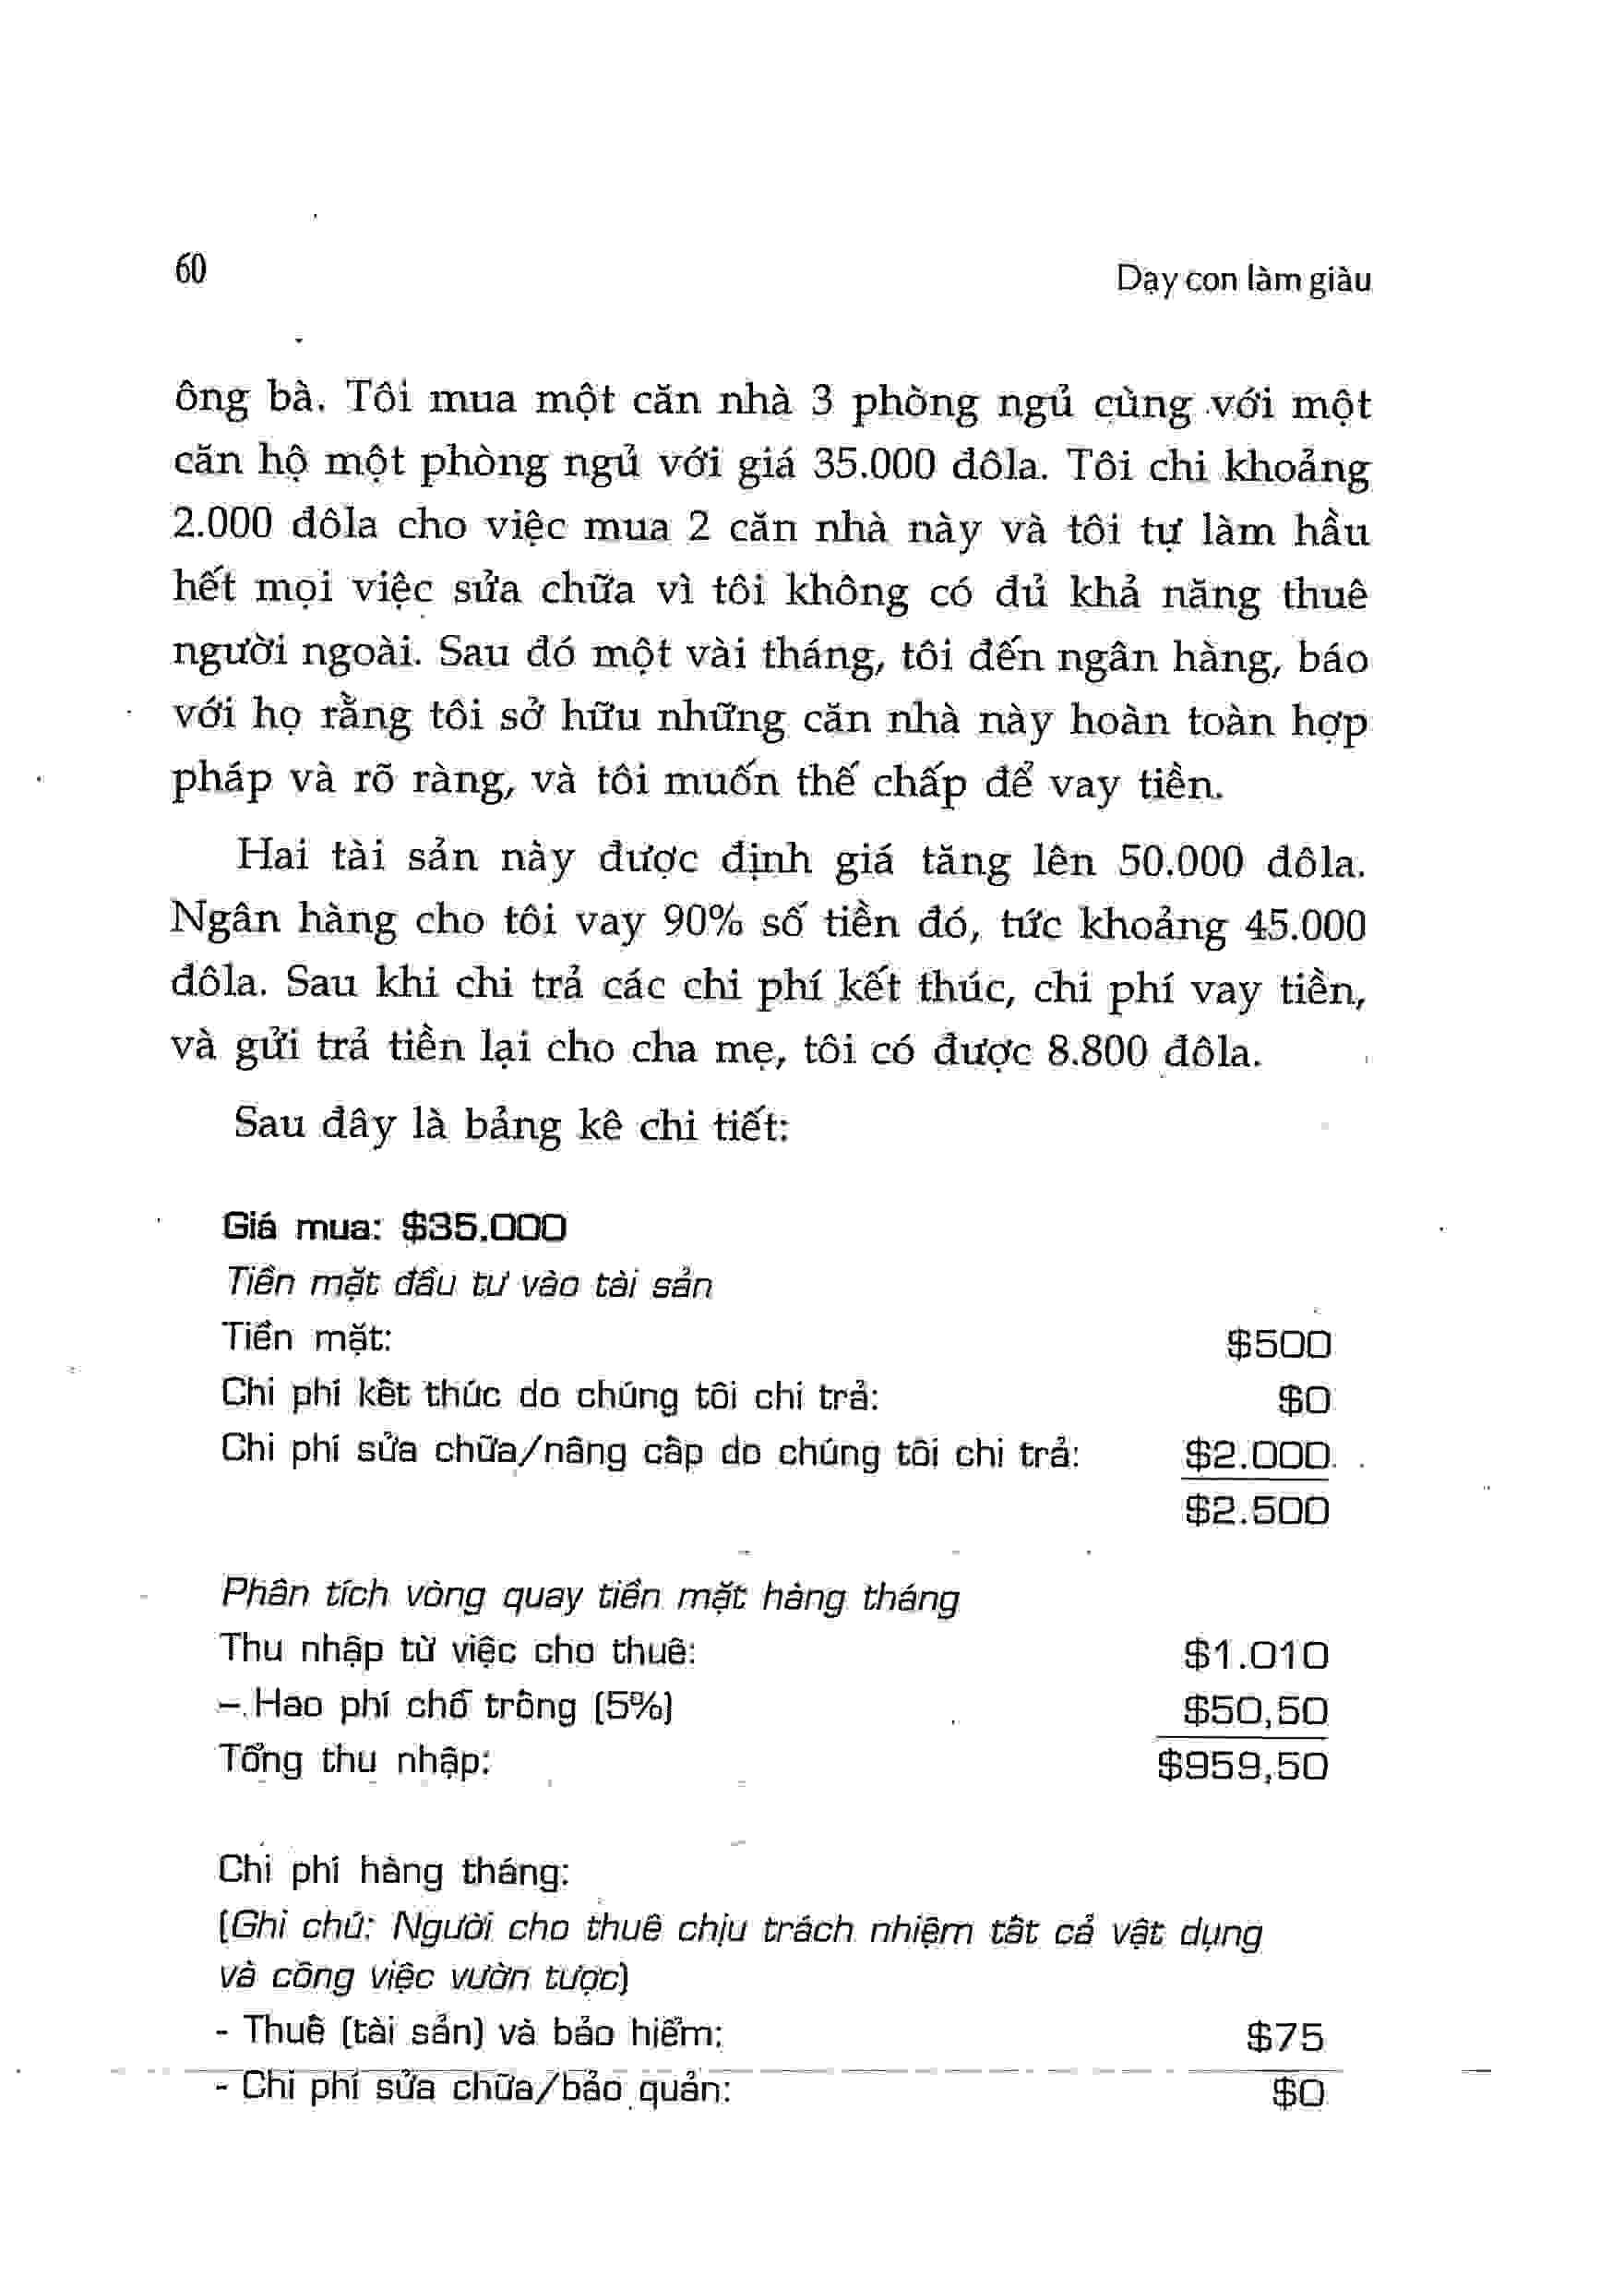 60
Dạy con làm giàu
ông bà. Tôi mua một căn nhà 3 phòng ngủ cùng với một
căn hộ một phòng ngủ với giá 35.000 đôla. Tôi chi khoảng
2.000 đôla cho việc mua 2 căn nhà này và tôi tự làm hầu
hết mọi việc sửa chữa vì tôi không có đủ khả năng thuê
người ngoài. Sau đó một vài tháng, tôi đến ngân hàng, báo
với họ rằng tôi sở hữu những căn nhà này hoàn toàn hợp
pháp và rõ ràng, và tôi muốn thế chấp để vay tiền.
Hai tài sản này được định giá tăng lên 50.000 đôla.
Ngân hàng cho tôi vay 90% số tiền đó, tức khoảng 45.000
đôla. Sau khi chi trả các chi phí kết thúc, chi phí vay tiền,
và gửi trả tiền lại cho cha mẹ, tôi có được 8.800 đôla.
Sau đây là bảng kê chi tiết:
Giá mua: $35.000
Tiền mặt đầu tư vào tài sản
Tiền mặt: $500
Chi phí kết thúc do chúng tôi chi trả: $0
Chi phí sửa chữa/nâng cấp do chúng tôi chi trả: $2.000
$2.500
Phân tích vòng quay tiền mặt hàng tháng
Thu nhập từ việc cho thuê: $1.010
– Hao phí chỗ trống (5%) $50,50
Tổng thu nhập: $959,50
Chi phí hàng tháng:
(Ghi chú: Người cho thuê chịu trách nhiệm tất cả vật dụng
và công việc vườn tược)
- Thuế (tài sản) và bảo hiểm: $75
- Chi phí sửa chữa/bảo quản: $0